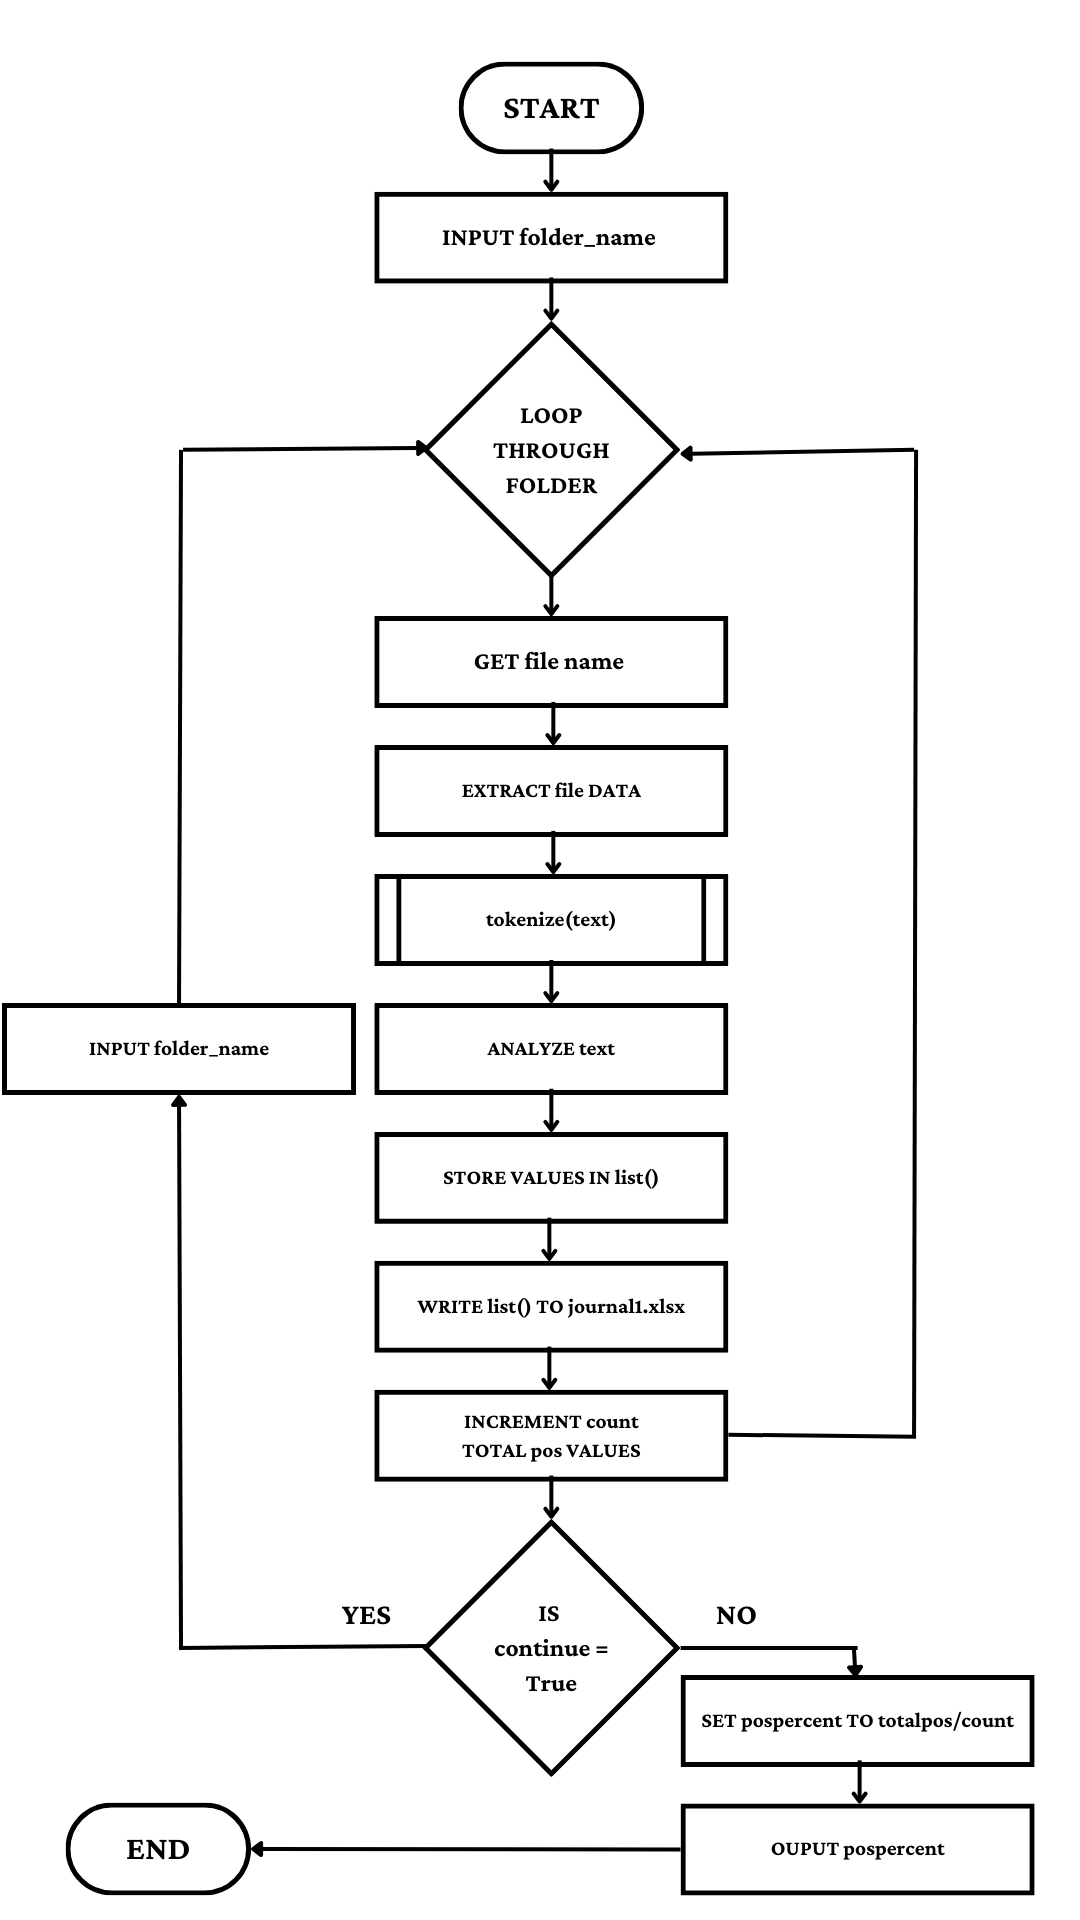 START
INPUT folder_name
LOOP
THROUGH
FOLDER
GET file name
EXTRACT file DATA
tokenize(text)
INPUT folder_name
ANALYZE text
STORE VALUES IN list()
WRITE list() TO journal1.xlsx
INCREMENT count
TOTAL pos VALUES
YES
IS
continue =
True
NO
SET pospercent TO totalpos/count
OUPUT pospercent
END